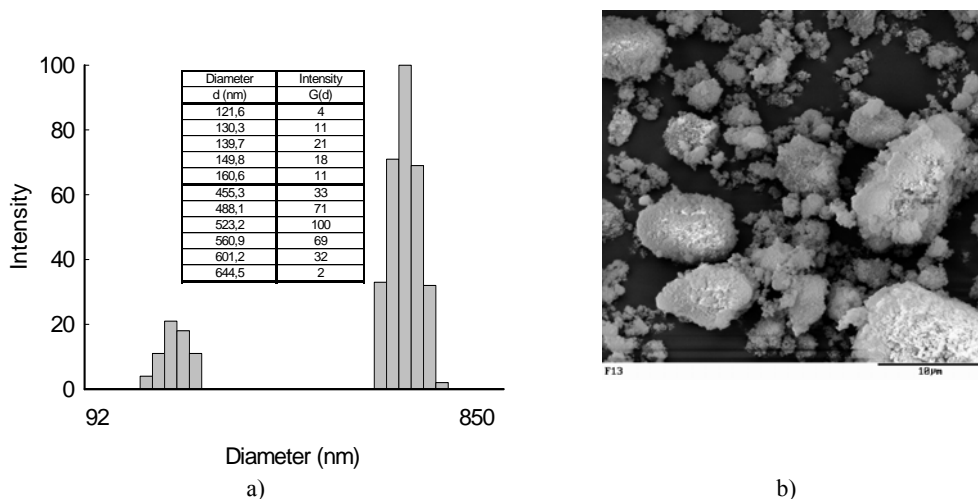 100
80
60
40
20
0
Intensity
92
850
Diameter (nm)
Diameter Intensity
d (nm) G(d)
121,6 4
130,3 11
139,7 21
149,8 18
160,6 11
455,3 33
488,1 71
523,2 100
560,9 69
601,2 32
644,5 2
a)
F13 10µm
b)